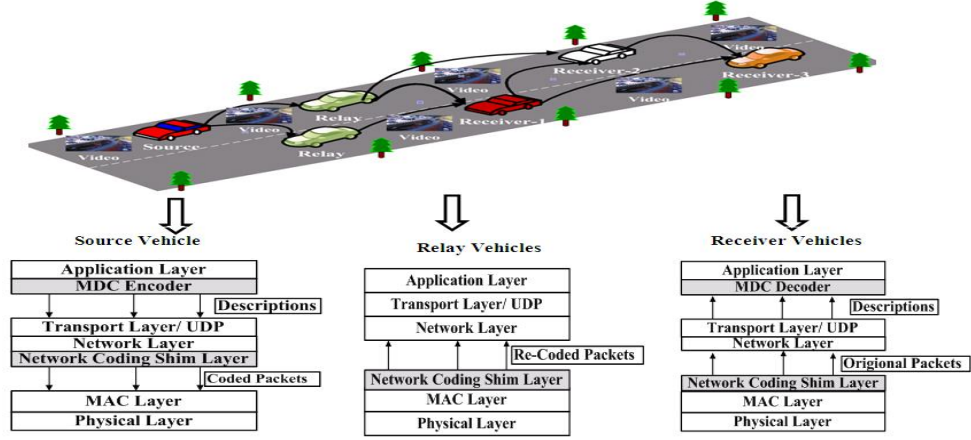 Video
Receiver-2
Video
Receiver-3
Video
Relay
Receiver-1
Video
Video
Video
Source
Relay
Video
Source Vehicle
Application Layer
MDC Encoder
Descriptions
Transport Layer/ UDP
Network Layer
Network Coding Shim Layer
Coded Packets
MAC Layer
Physical Layer
Relay Vehicles
Application Layer
Transport Layer/ UDP
Network Layer
Re-Coded Packets
Network Coding Shim Layer
MAC Layer
Physical Layer
Receiver Vehicles
Application Layer
MDC Decoder
Descriptions
Transport Layer/ UDP
Network Layer
Origional Packets
Network Coding Shim Layer
MAC Layer
Physical Layer